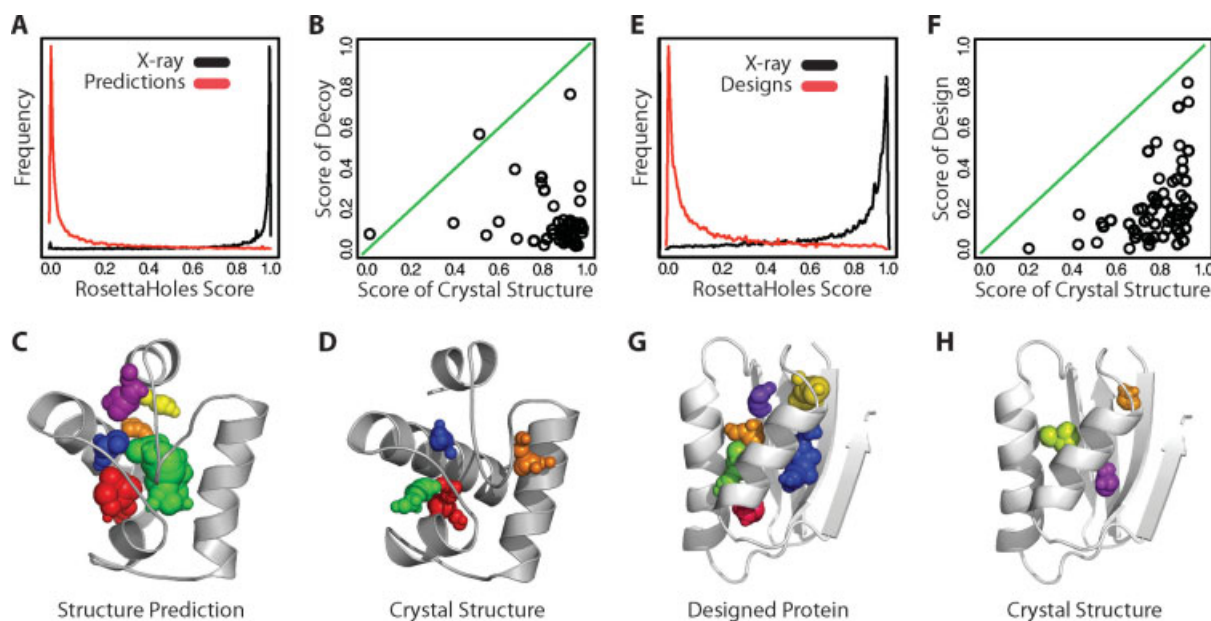 A
X-ray
Predictions
Frequency
0.0 0.2 0.4 0.6 0.8 1.0
RosettaHoles Score
B
Score of Decoy
0.0 0.2 0.4 0.6 0.8 1.0
0.0 0.2 0.4 0.6 0.8 1.0
Score of Crystal Structure
E
X-ray
Designs
Frequency
0.0 0.2 0.4 0.6 0.8 1.0
RosettaHoles Score
F
Score of Design
0.0 0.2 0.4 0.6 0.8 1.0
0.0 0.2 0.4 0.6 0.8 1.0
Score of Crystal Structure
C
Structure Prediction
D
Crystal Structure
G
Designed Protein
H
Crystal Structure